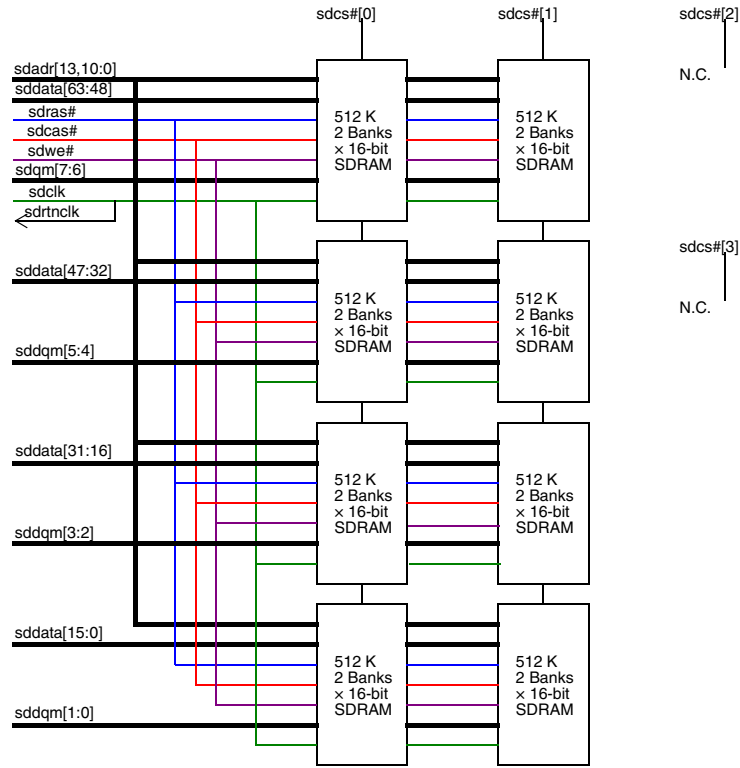 sdcs#[0]
sdcs#[1]
sdcs#[2]
sdadr[13,10:0]
sddata[63:48]
sdras#
sdcas#
sdwe#
sdqm[7:6]
sdclk
sdrtnclk
512 K
2 Banks
× 16-bit
SDRAM
512 K
2 Banks
× 16-bit
SDRAM
N.C.
sddata[47:32]
sddqm[5:4]
512 K
2 Banks
× 16-bit
SDRAM
512 K
2 Banks
× 16-bit
SDRAM
sdcs#[3]
N.C.
sddata[31:16]
sddqm[3:2]
512 K
2 Banks
× 16-bit
SDRAM
512 K
2 Banks
× 16-bit
SDRAM
sddata[15:0]
sddqm[1:0]
512 K
2 Banks
× 16-bit
SDRAM
512 K
2 Banks
× 16-bit
SDRAM